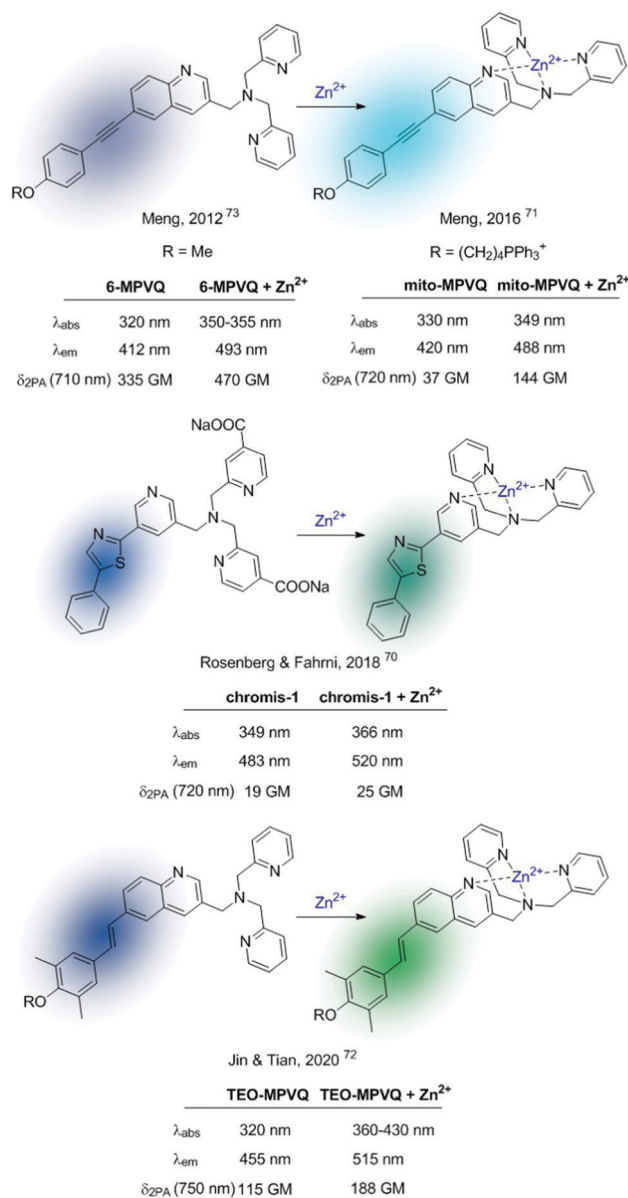 N
N
N
N
Zn2+
N
N
N
N
Zn2+
RO
RO
Meng, 2012 73
Meng, 2016 71
R = Me
R = (CH2)4PPh3+
6-MPVQ 6-MPVQ + Zn2+
λabs 320 nm 350-355 nm
λem 412 nm 493 nm
δ2PA (710 nm) 335 GM 470 GM
mito-MPVQ mito-MPVQ + Zn2+
λabs 330 nm 349 nm
λem 420 nm 488 nm
δ2PA (720 nm) 37 GM 144 GM
NaOOC
N
N
N
N
N
S
COONa
Zn2+
N
N
N
N
Zn2+
N
S
Rosenberg & Fahrni, 2018 70
chromis-1 chromis-1 + Zn2+
λabs 349 nm 366 nm
λem 483 nm 520 nm
δ2PA (720 nm) 19 GM 25 GM
N
N
N
N
Zn2+
N
N
N
N
Zn2+
RO
RO
Jin & Tian, 2020 72
TEO-MPVQ TEO-MPVQ + Zn2+
λabs 320 nm 360-430 nm
λem 455 nm 515 nm
δ2PA (750 nm) 115 GM 188 GM